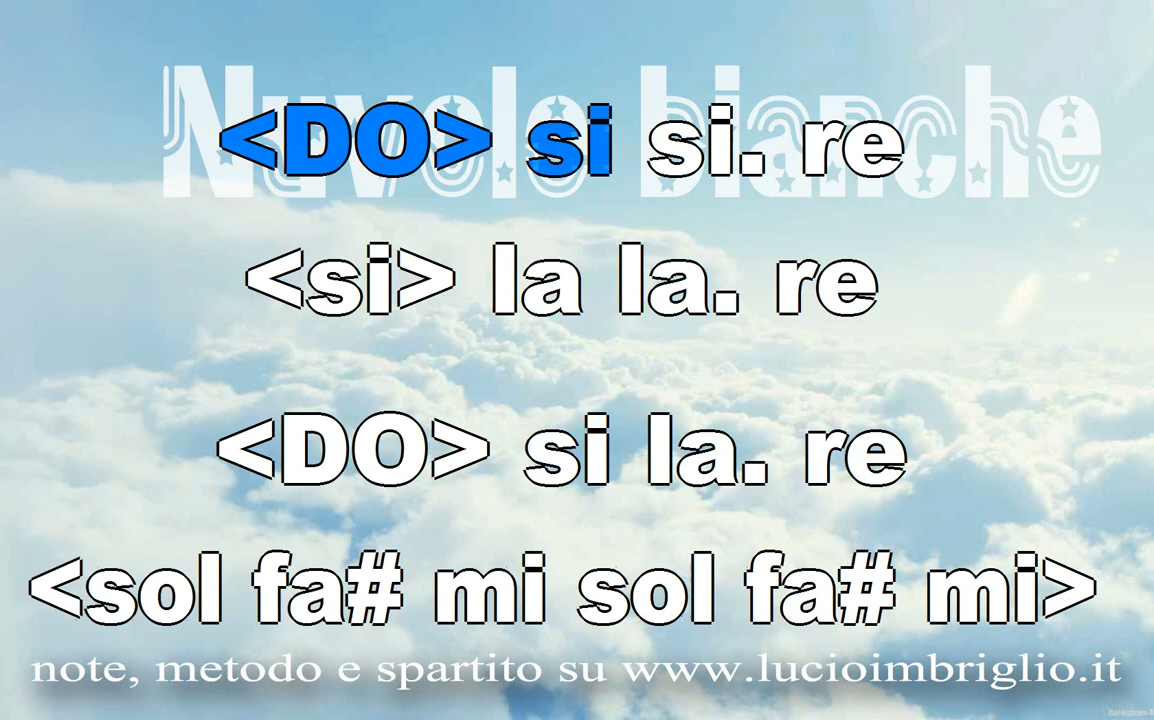 Nuvole bianche
<DO> si si. re
<si> la la. re
<DO> si la. re
<sol fa# mi sol fa# mi>
note, metodo e spartito su www.lucioimbriglio.it